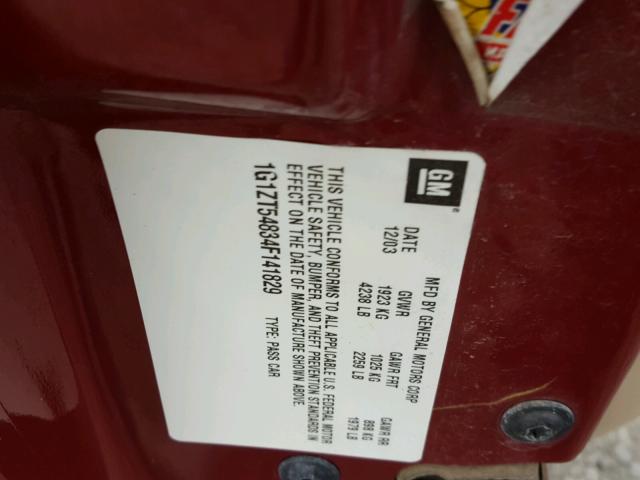 GM
MFD BY GENERAL MOTORS CORP
DATE GVWR GAWR FRT GAWR RR
12/03 1923 KG 1025 KG 898 KG
4238 LB 2259 LB 1979 LB
THIS VEHICLE CONFORMS TO ALL APPLICABLE U.S. FEDERAL MOTOR
VEHICLE SAFETY, BUMPER, AND THEFT PREVENTION STANDARDS IN
EFFECT ON THE DATE OF MANUFACTURE SHOWN ABOVE.
1G1ZT54834F141829 TYPE: PASS CAR